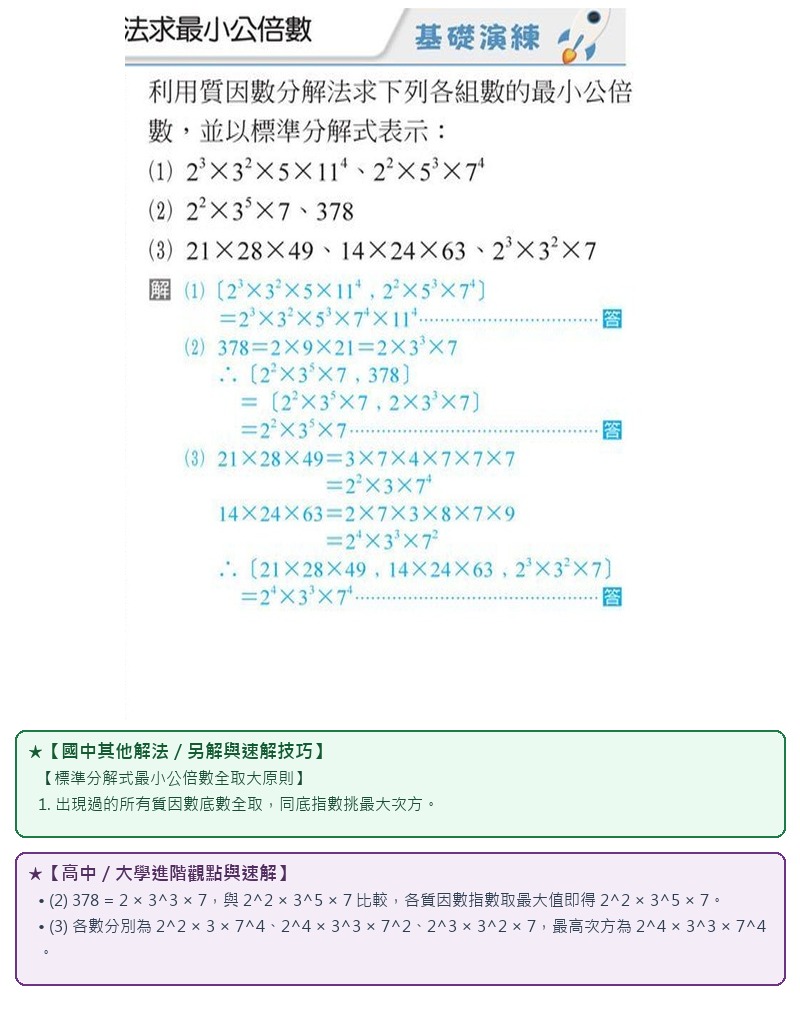 法求最小公倍數
基礎演練
利用質因數分解法求下列各組數的最小公倍
數，並以標準分解式表示：
⑴ 2³×3²×5×11⁴、2²×5³×7⁴
⑵ 2²×3⁵×7、378
⑶ 21×28×49、14×24×63、2³×3²×7
解 ⑴〔2³×3²×5×11⁴ , 2²×5³×7⁴〕
＝2³×3²×5³×7⁴×11⁴⋯⋯⋯⋯⋯⋯⋯⋯⋯⋯答
⑵ 378＝2×9×21＝2×3³×7
∴〔2²×3⁵×7 , 378〕
＝〔2²×3⁵×7 , 2×3³×7〕
＝2²×3⁵×7⋯⋯⋯⋯⋯⋯⋯⋯⋯⋯⋯⋯⋯答
⑶ 21×28×49＝3×7×4×7×7×7
＝2²×3×7⁴
14×24×63＝2×7×3×8×7×9
＝2⁴×3³×7²
∴〔21×28×49 , 14×24×63 , 2³×3²×7〕
＝2⁴×3³×7⁴⋯⋯⋯⋯⋯⋯⋯⋯⋯⋯⋯⋯答
★【國中其他解法 / 另解與速解技巧】
【標準分解式最小公倍數全取大原則】
1. 出現過的所有質因數底數全取，同底指數挑最大次方。
★【高中 / 大學進階觀點與速解】
• (2) 378 = 2 × 3^3 × 7，與 2^2 × 3^5 × 7 比較，各質因數指數取最大值即得 2^2 × 3^5 × 7。
• (3) 各數分別為 2^2 × 3 × 7^4、2^4 × 3^3 × 7^2、2^3 × 3^2 × 7，最高次方為 2^4 × 3^3 × 7^4
。